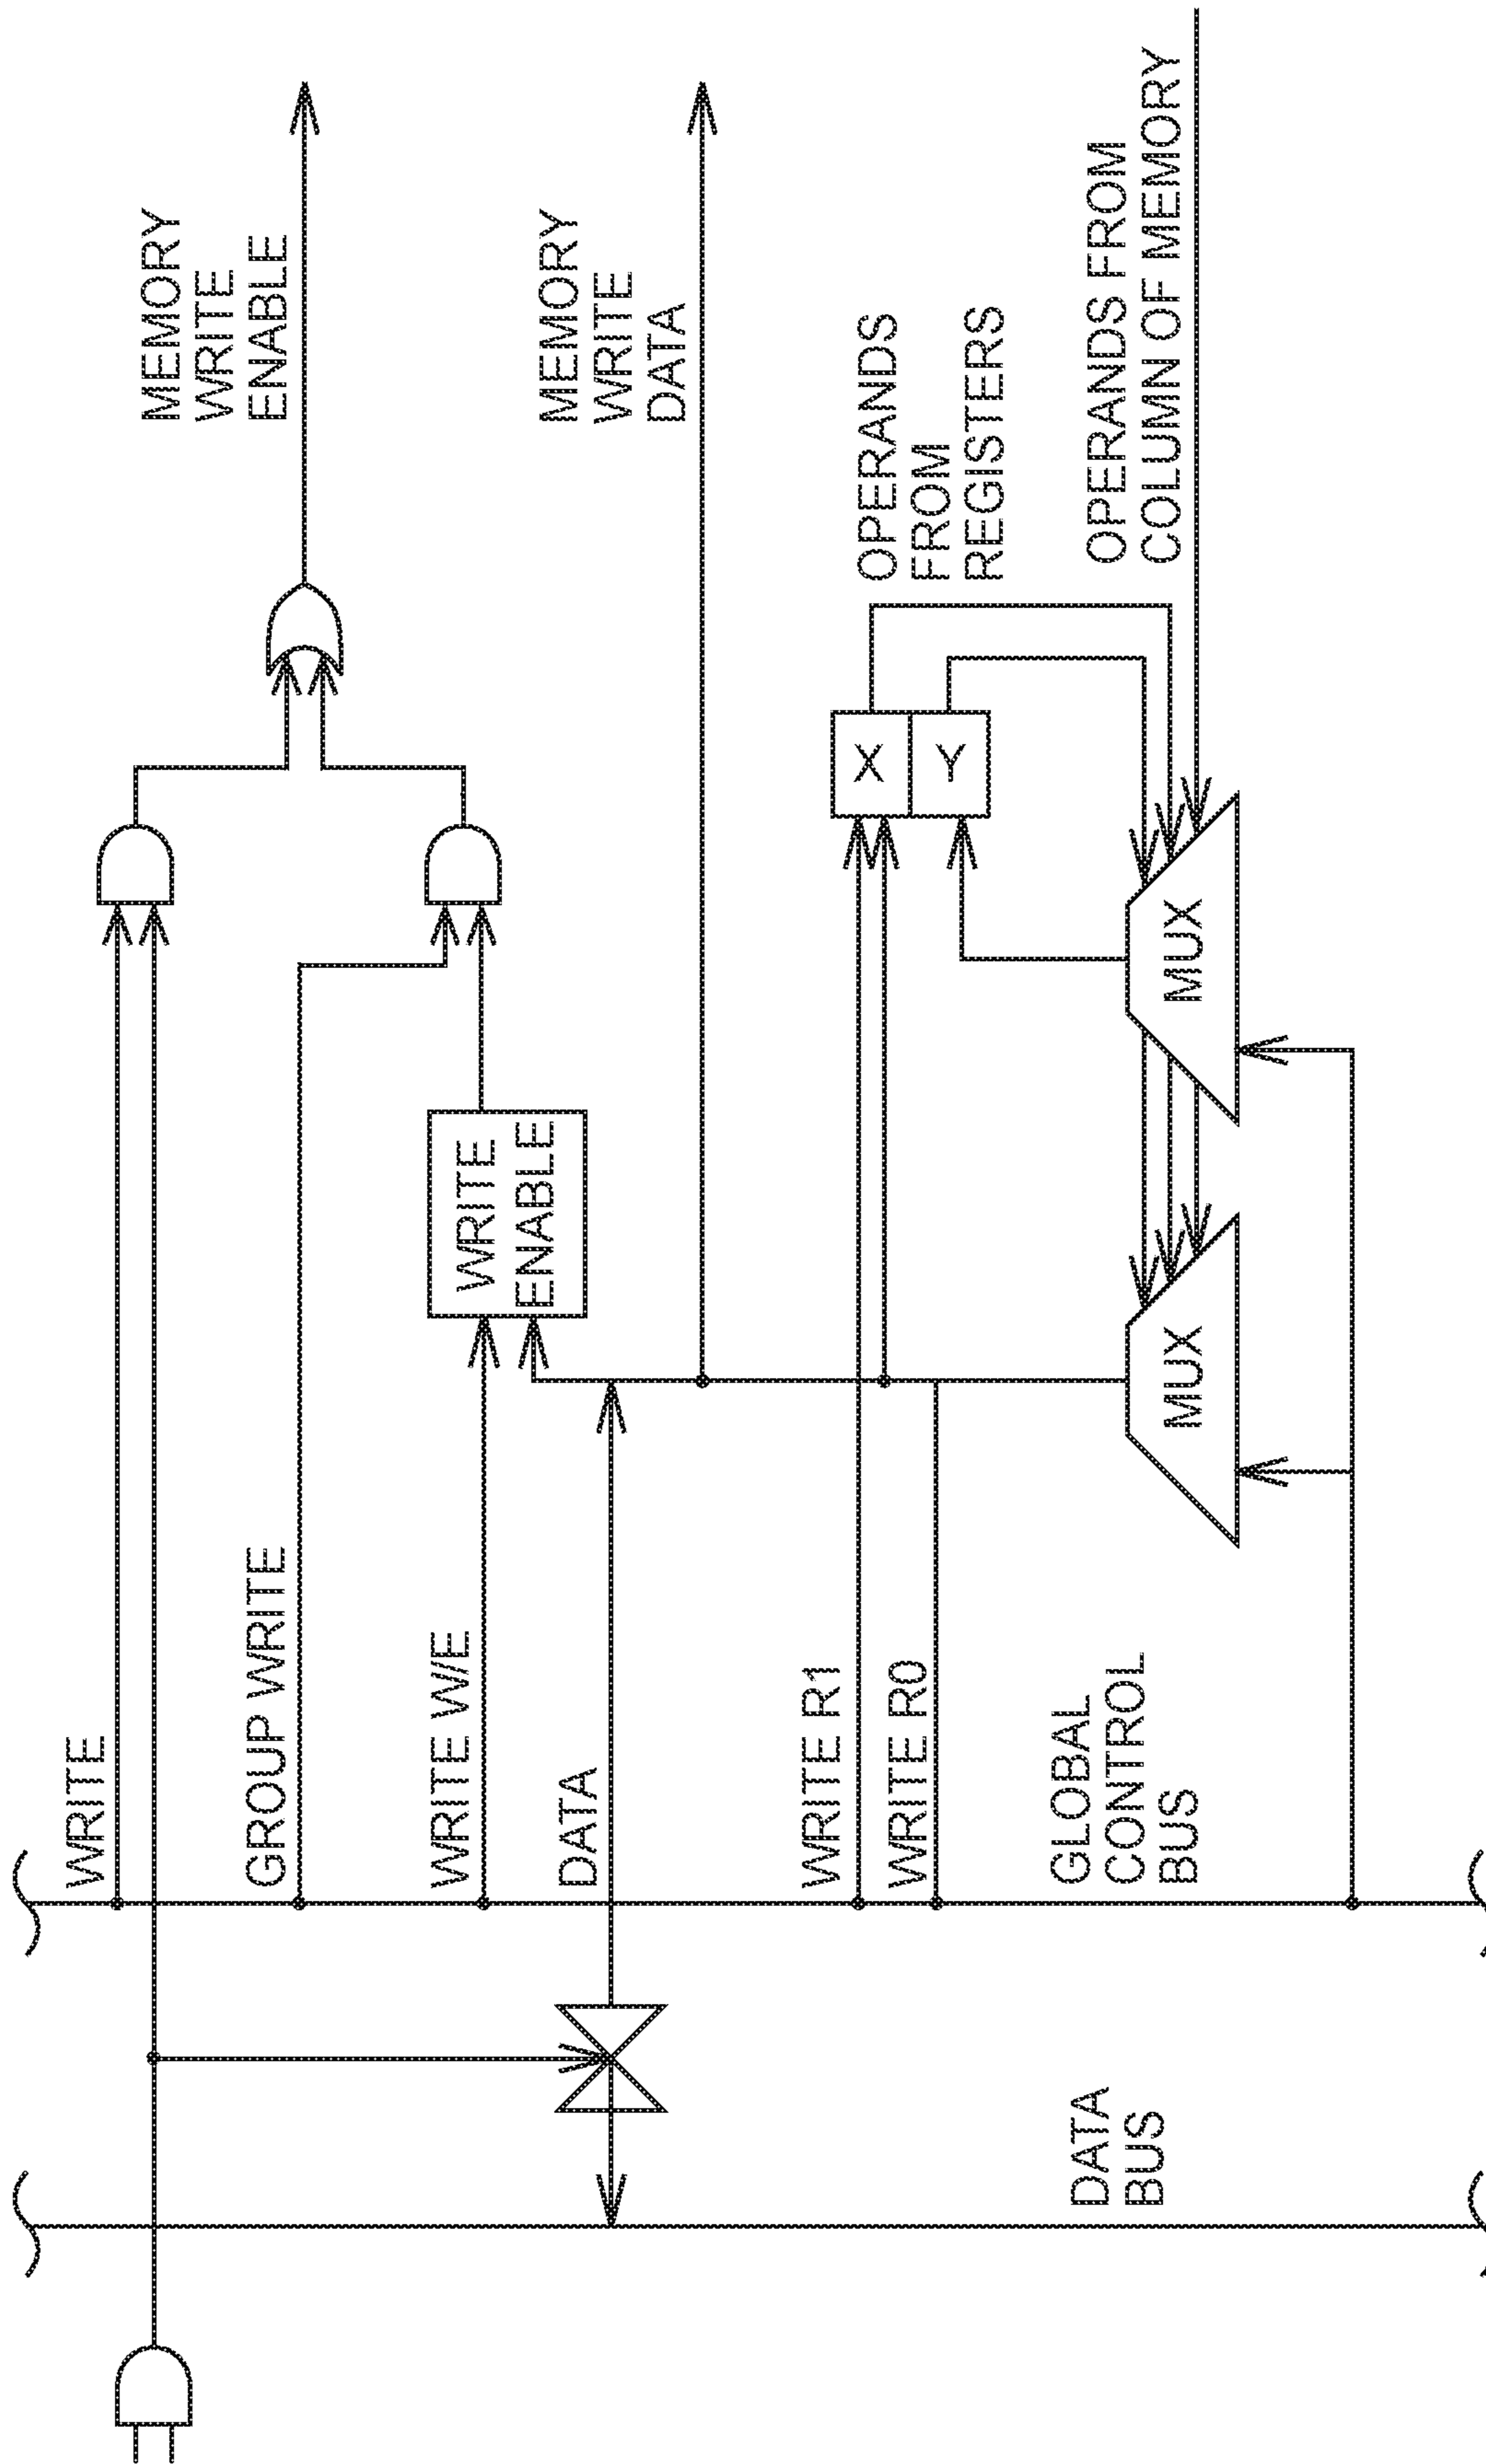 WRITE
GROUP WRITE
WRITE W/E
DATA
WRITE R1
WRITE R0
GLOBAL
CONTROL
BUS
DATA
BUS
WRITE
ENABLE
MUX
MUX
X
Y
MEMORY
WRITE
ENABLE
MEMORY
WRITE
DATA
OPERANDS
FROM
REGISTERS
OPERANDS FROM
COLUMN OF MEMORY